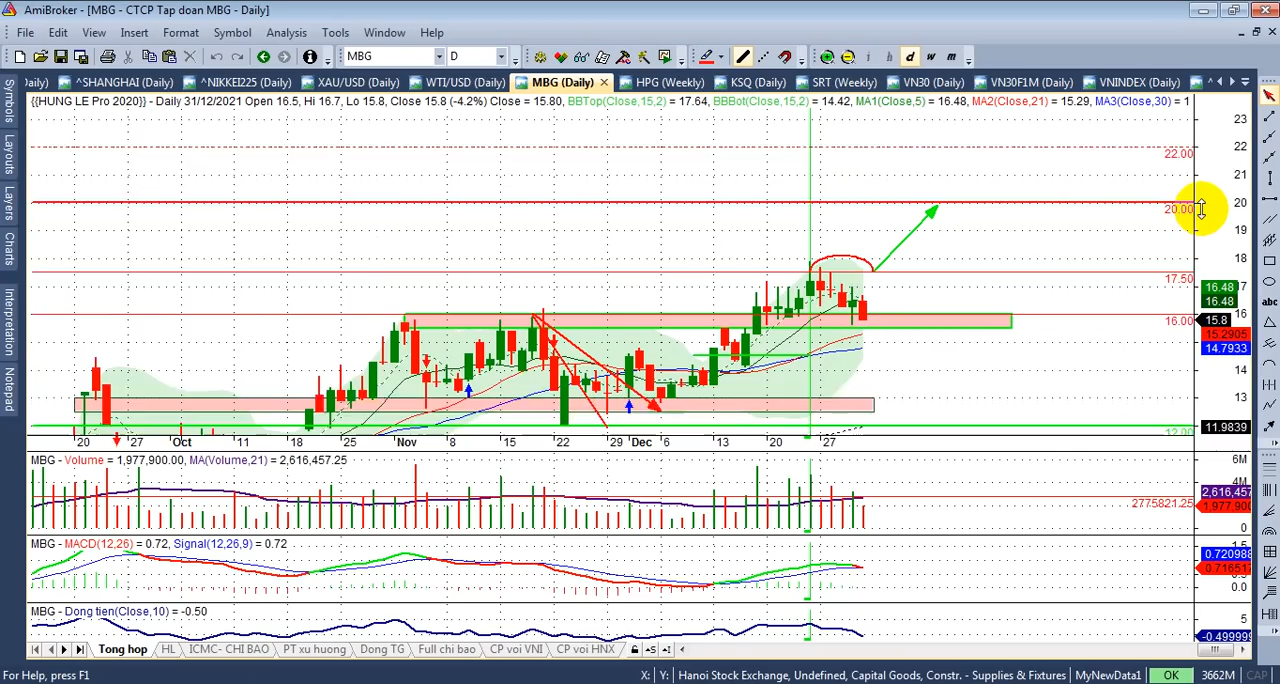 AmiBroker - [MBG - CTCP Tap doan MBG - Daily]
File Edit View Insert Format Symbol Analysis Tools Window Help
MBG D i h d w m
aily) ^SHANGHAI (Daily) ^NIKKEI225 (Daily) XAU/USD (Daily) WTI/USD (Daily) MBG (Daily) HPG (Weekly) KSQ (Daily) SRT (Weekly) VN30 (Daily) VN30F1M (Daily) VNINDEX (Daily)
Symbols
Layouts
Layers
Charts
Interpretation
Notepad
{{HUNG LE Pro 2020}} - Daily 31/12/2021 Open 16.5, Hi 16.7, Lo 15.8, Close 15.8 (-4.2%) Close = 15.80, BBTop(Close,15,2) = 17.64, BBBot(Close,15,2) = 14.42, MA1(Close,5) = 16.48, MA2(Close,21) = 15.29, MA3(Close,30) = 1
23
22
22.00
21
20
20.00
19
18
17.50
16.48 7
16.48
16.00 16
15.8
15.2905
14.7933
14
13
12.00 11.9839
20 27 Oct 11 18 25 Nov 8 15 22 29 Dec 6 13 20 27
MBG - Volume = 1,977,900.00, MA(Volume,21) = 2,616,457.25
6M
4M
2,616,457
2775821.25 1,977,900
0
MBG - MACD(12,26) = 0.72, Signal(12,26,9) = 0.72
1.5
0.720988
0.716517
0.0
MBG - Dong tien(Close,10) = -0.50
5
-0.499999
Tong hop HL ICMC- CHI BAO PT xu huong Dong TG Full chi bao CP voi VNI CP voi HNX
abc
For Help, press F1 X: Y: Hanoi Stock Exchange, Undefined, Capital Goods, Constr. - Supplies & Fixtures MyNewData1 OK 3662M CAP